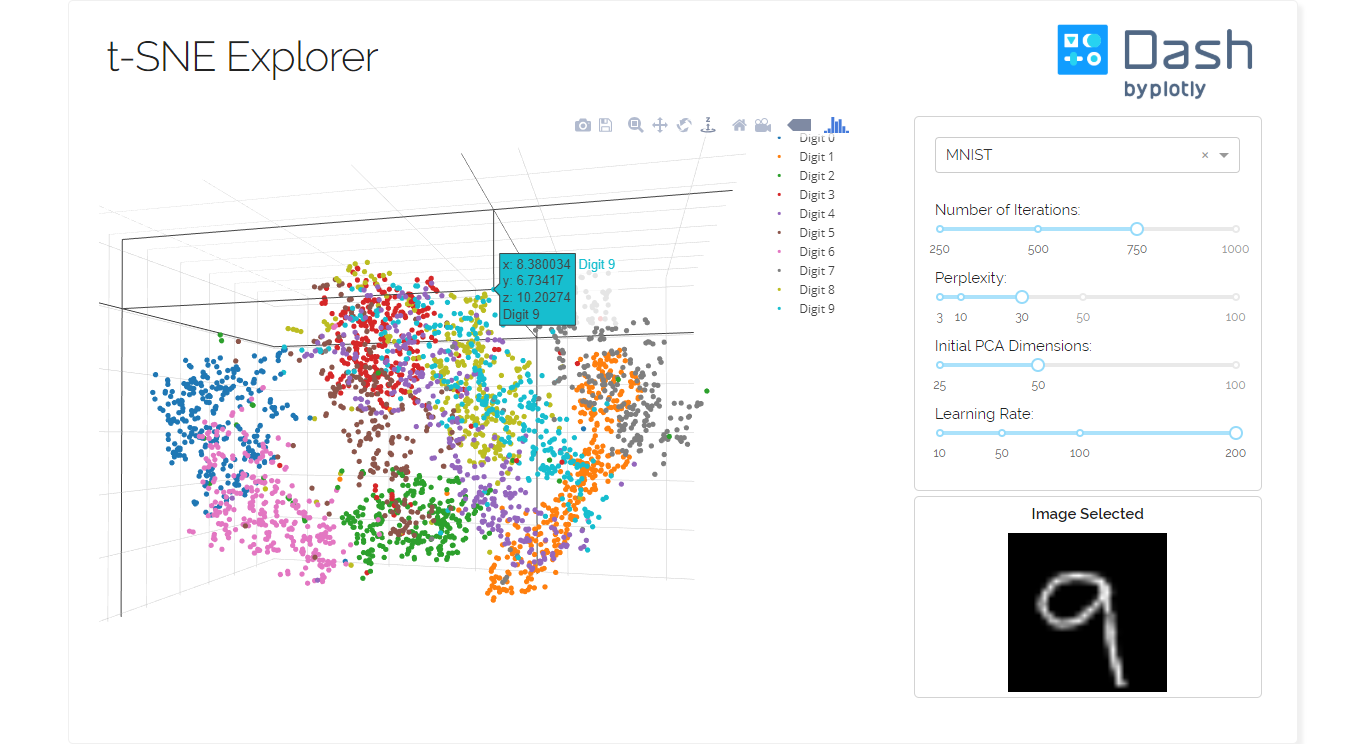 t-SNE Explorer
Dash
by plotly
Digit 0
Digit 1
Digit 2
Digit 3
Digit 4
Digit 5
Digit 6
Digit 7
Digit 8
Digit 9
x: 8.380034
y: 6.73417
z: 10.20274
Digit 9
Digit 9
MNIST
×
Number of Iterations:
250 500 750 1000
Perplexity:
3 10 30 50 100
Initial PCA Dimensions:
25 50 100
Learning Rate:
10 50 100 200
Image Selected
9